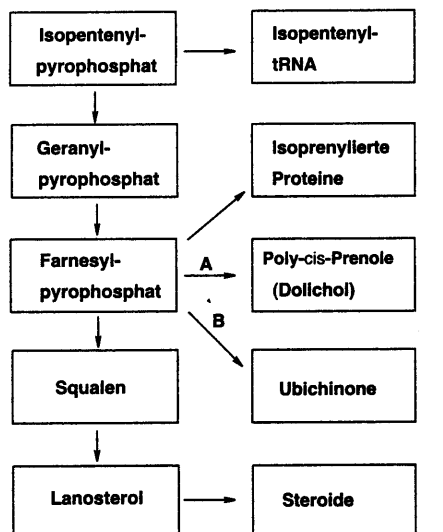 Isopentenyl-
pyrophosphat
Isopentenyl-
tRNA
Geranyl-
pyrophosphat
Isoprenylierte
Proteine
Farnesyl-
pyrophosphat
A
Poly-cis-Prenole
(Dolichol)
B
Squalen
Ubichinone
Lanosterol
Steroide